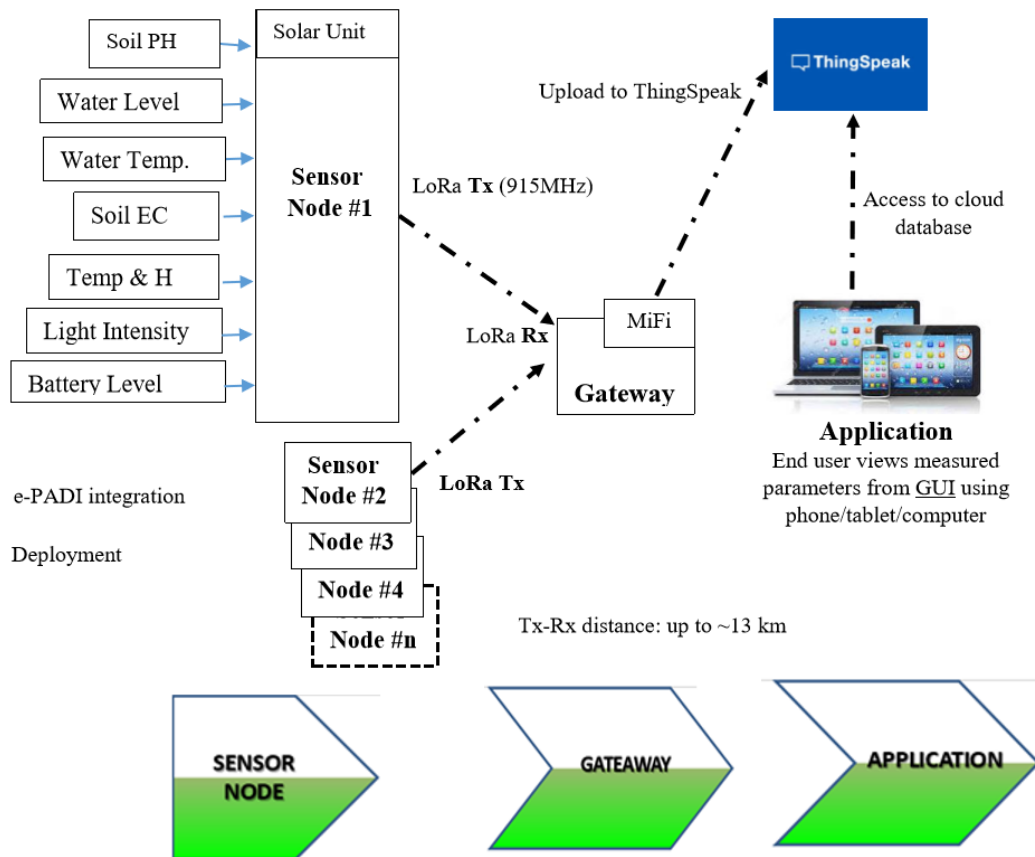 Soil PH
Water Level
Water Temp.
Soil EC
Temp & H
Light Intensity
Battery Level
Solar Unit
Sensor
Node #1
LoRa Tx (915MHz)
Upload to ThingSpeak
ThingSpeak
Access to cloud
database
LoRa Rx
MiFi
Gateway
Application
End user views measured
parameters from GUI using
phone/tablet/computer
Sensor
Node #2
LoRa Tx
Node #3
Node #4
Node #n
e-PADI integration
Deployment
Tx-Rx distance: up to ~13 km
SENSOR
NODE
GATEAWAY
APPLICATION